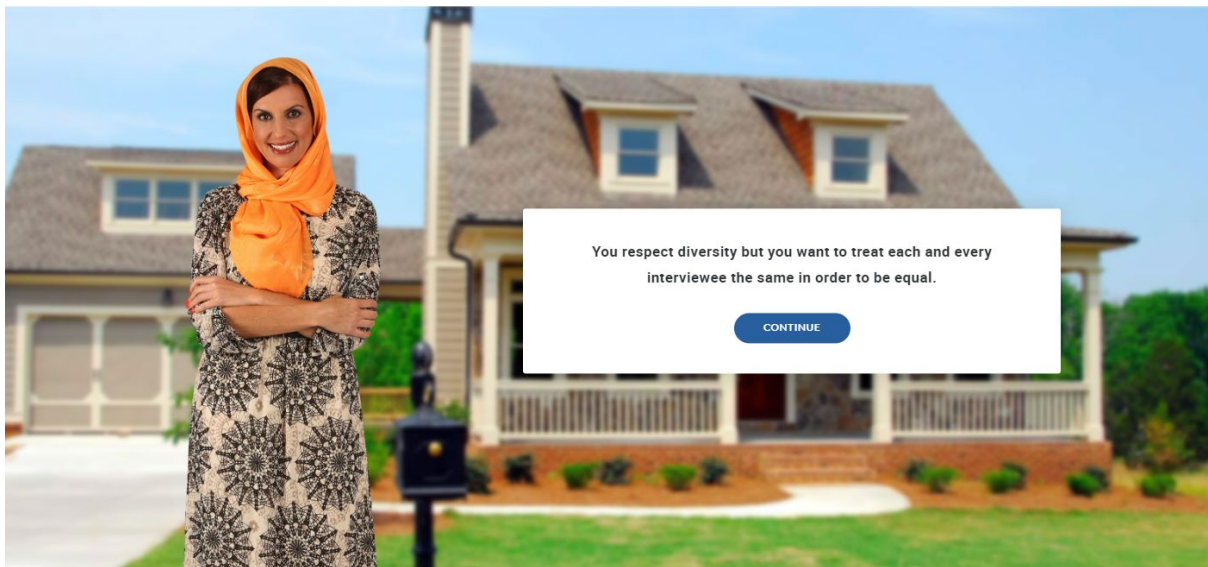 You respect diversity but you want to treat each and every
interviewee the same in order to be equal.
CONTINUE